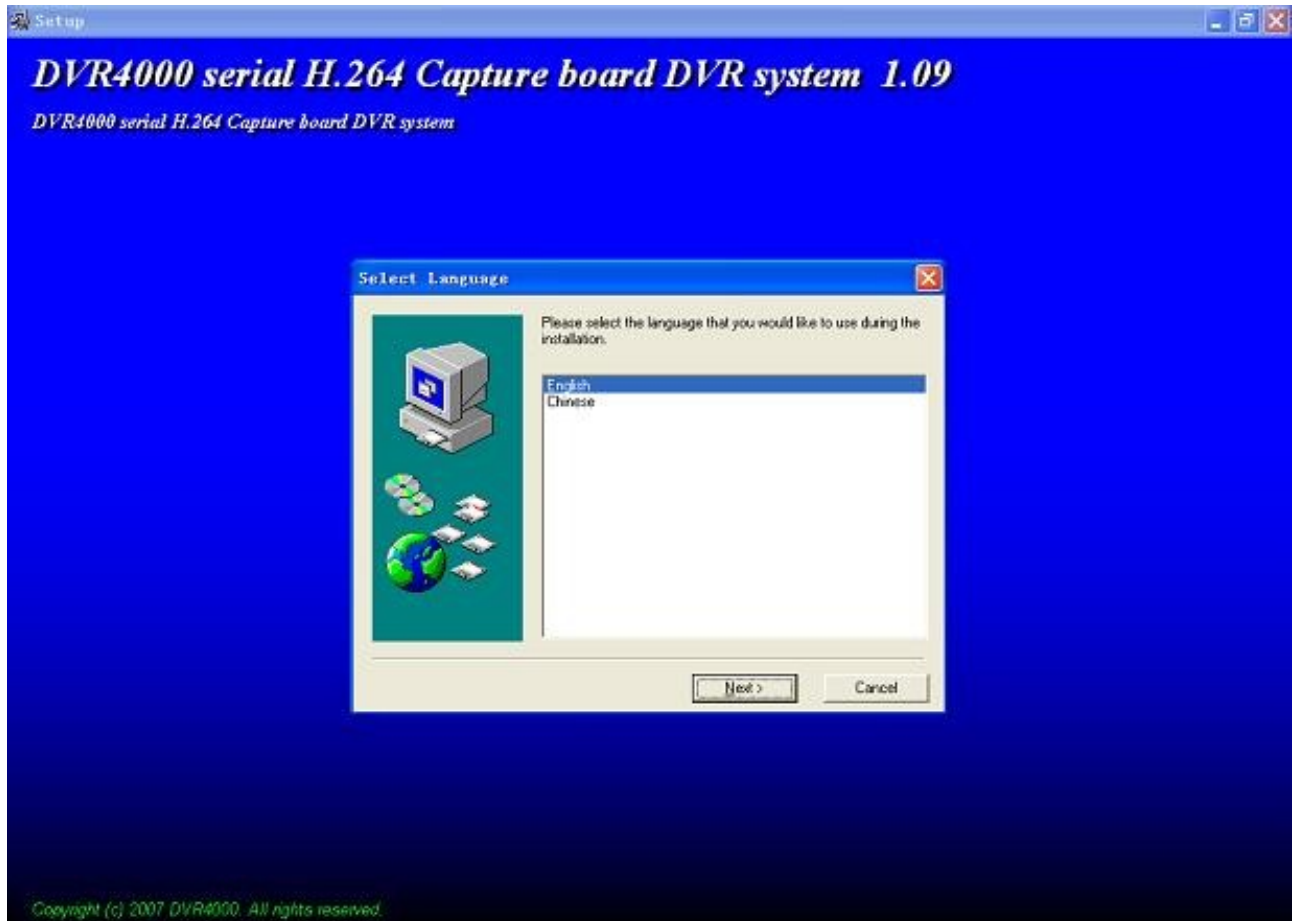 Setup
DVR4000 serial H.264 Capture board DVR system 1.09
DVR4000 serial H.264 Capture board DVR system
Select Language
Please select the language that you would like to use during the
installation.
English
Chinese
Next >
Cancel
Copyright (c) 2007 DVR4000. All rights reserved.